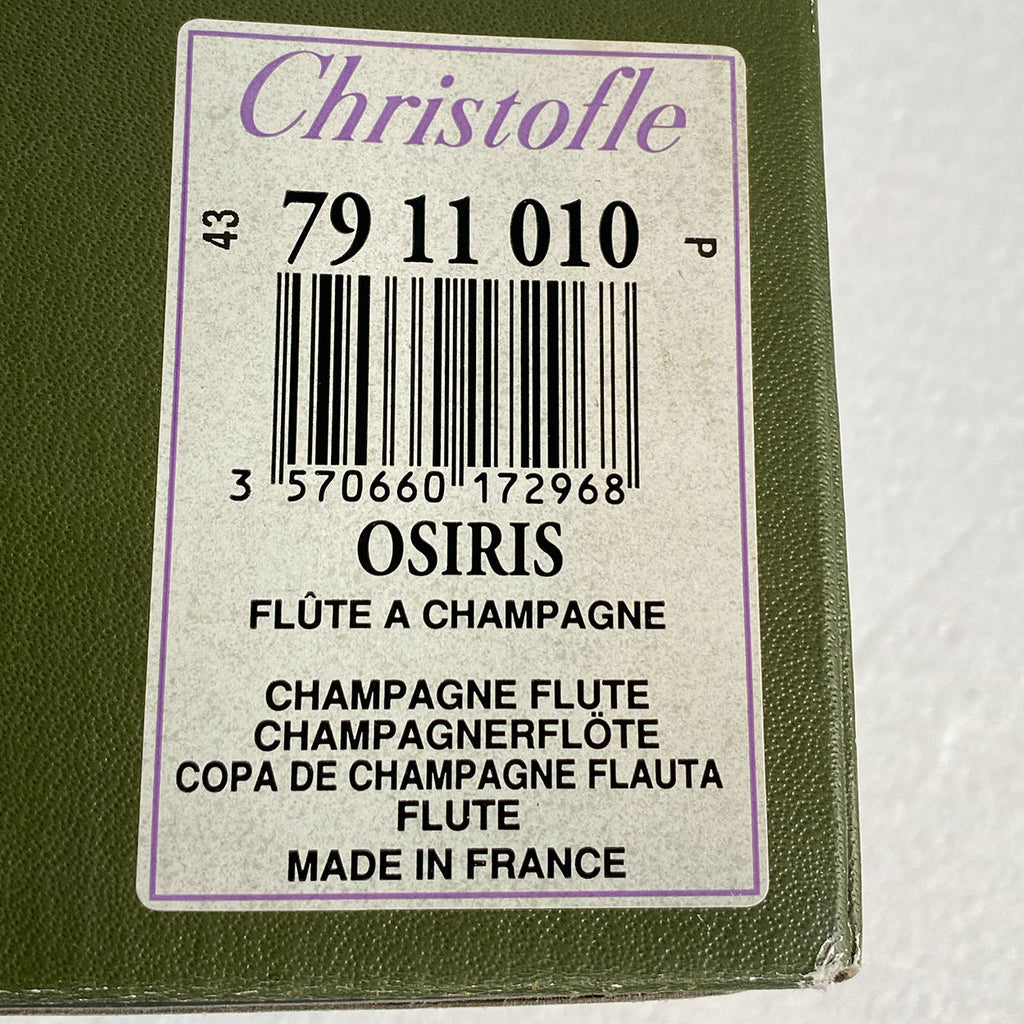 Christofle
43 79 11 010 P
3 570660 172968
OSIRIS
FLÛTE A CHAMPAGNE
CHAMPAGNE FLUTE
CHAMPAGNERFLÖTE
COPA DE CHAMPAGNE FLAUTA
FLUTE
MADE IN FRANCE